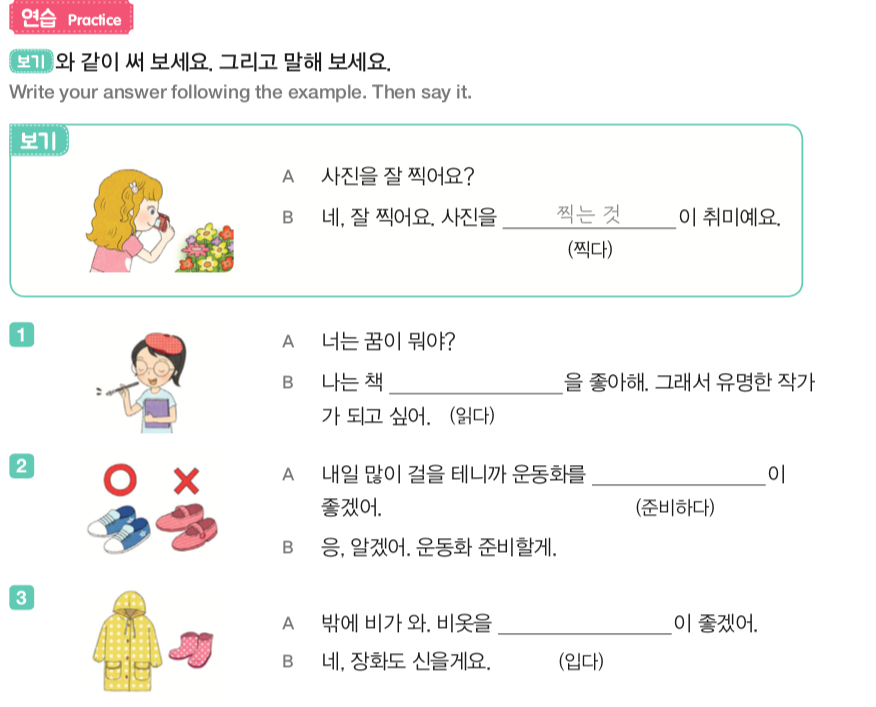 연습 Practice
보기 와 같이 써 보세요. 그리고 말해 보세요.
Write your answer following the example. Then say it.
보기
A 사진을 잘 찍어요?
B 네, 잘 찍어요. 사진을 찍는 것 이 취미예요.
(찍다)
1
A 너는 꿈이 뭐야?
B 나는 책 ________ 을 좋아해. 그래서 유명한 작가
가 되고 싶어. (읽다)
2
A 내일 많이 걸을 테니까 운동화를 ________ 이
좋겠어. (준비하다)
B 응, 알겠어. 운동화 준비할게.
3
A 밖에 비가 와. 비옷을 ________ 이 좋겠어.
B 네, 장화도 신을게요. (입다)